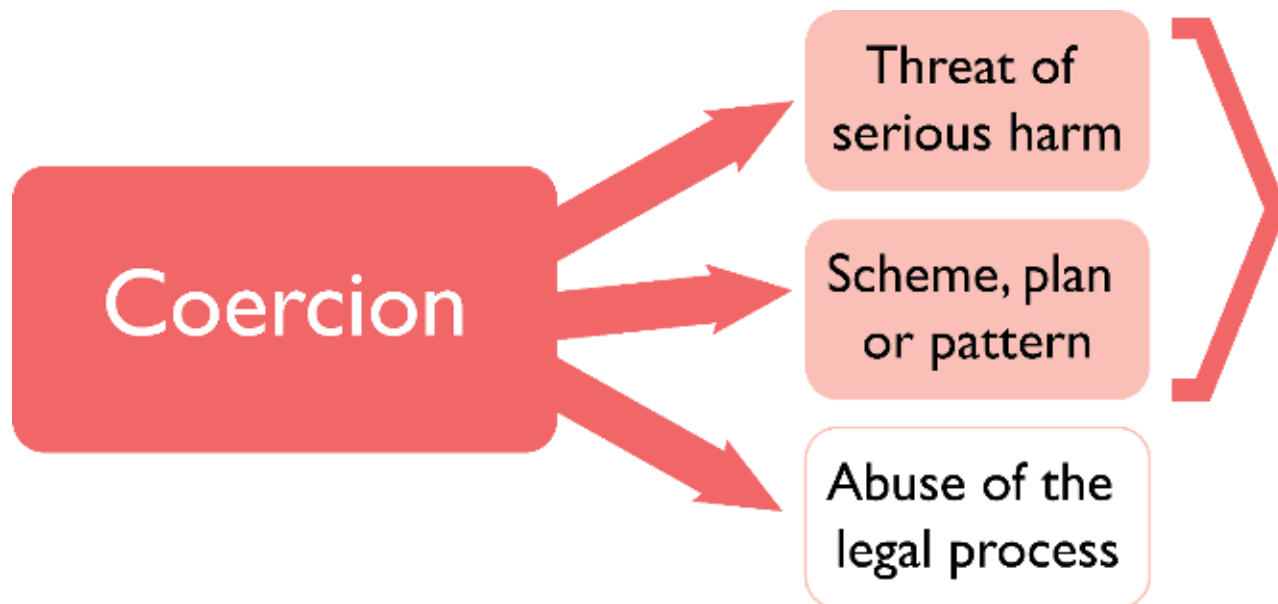 Coercion
Threat of
serious harm
Scheme, plan
or pattern
Abuse of the
legal process